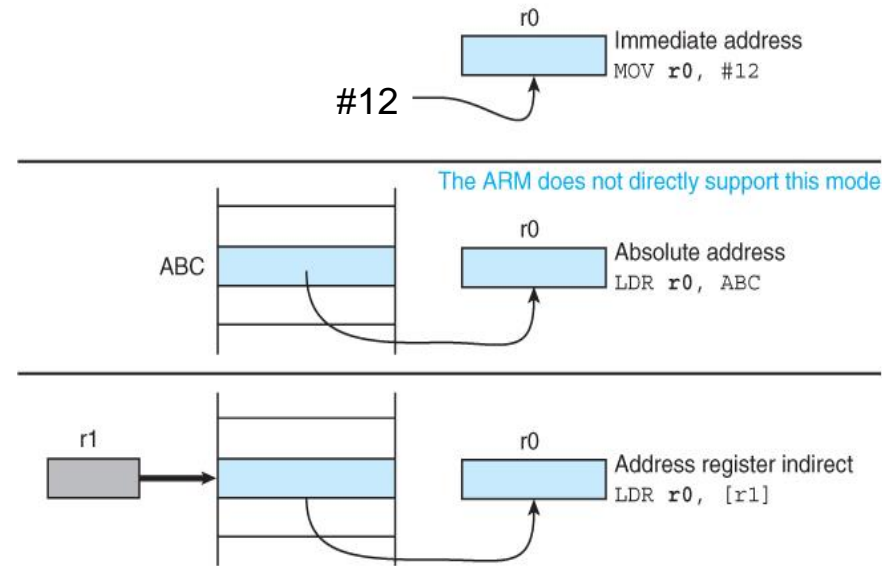 r0
Immediate address
MOV r0, #12
#12
The ARM does not directly support this mode
r0
ABC
Absolute address
LDR r0, ABC
r1
r0
Address register indirect
LDR r0, [r1]